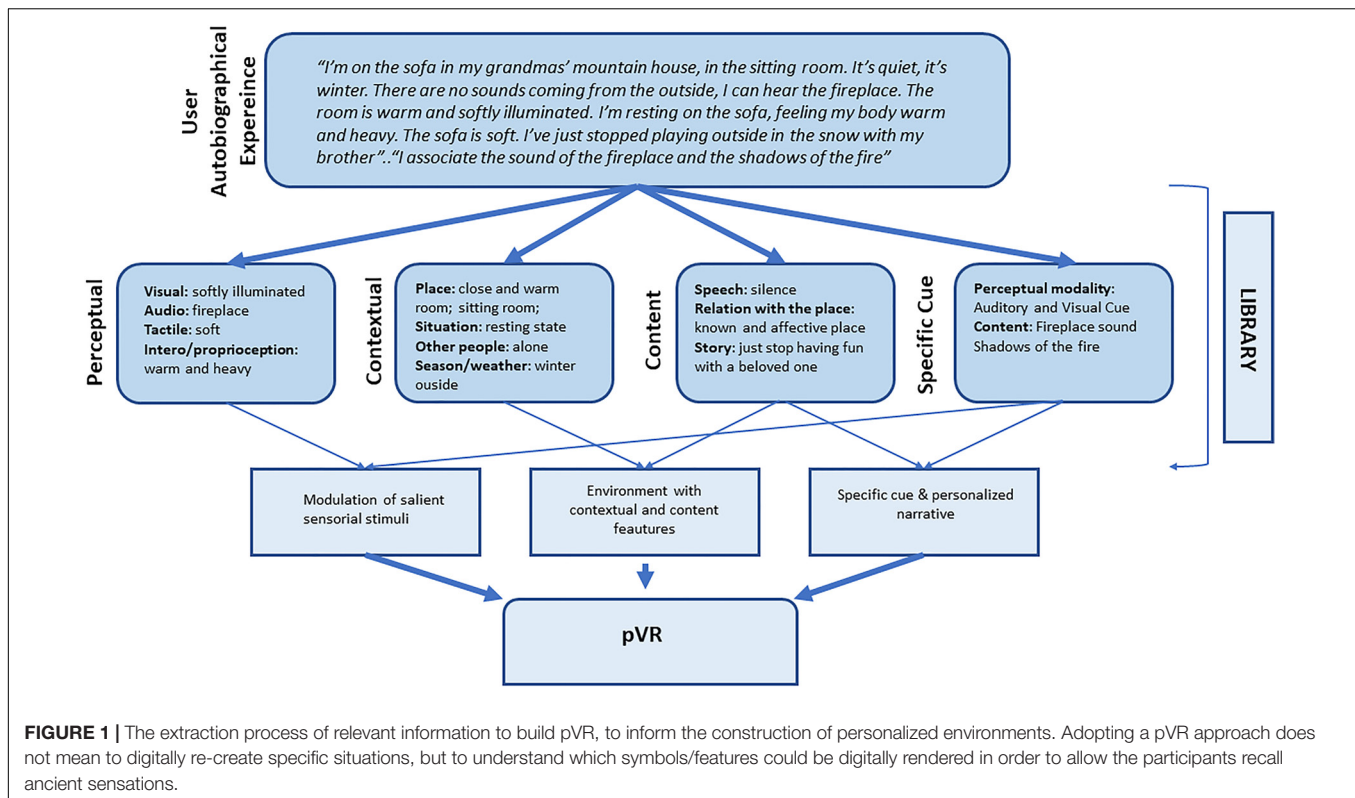 User
Autobiographical
Expereince
“I’m on the sofa in my grandmas’ mountain house, in the sitting room. It’s quiet, it’s
winter. There are no sounds coming from the outside, I can hear the fireplace. The
room is warm and softly illuminated. I’m resting on the sofa, feeling my body warm
and heavy. The sofa is soft. I’ve just stopped playing outside in the snow with my
brother”..“I associate the sound of the fireplace and the shadows of the fire”
Perceptual
Visual: softly illuminated
Audio: fireplace
Tactile: soft
Intero/proprioception:
warm and heavy
Contextual
Place: close and warm
room; sitting room;
Situation: resting state
Other people: alone
Season/weather: winter
ouside
Content
Speech: silence
Relation with the place:
known and affective place
Story: just stop having fun
with a beloved one
Specific Cue
Perceptual modality:
Auditory and Visual Cue
Content: Fireplace sound
Shadows of the fire
LIBRARY
Modulation of salient
sensorial stimuli
Environment with
contextual and content
feautures
Specific cue & personalized
narrative
pVR
FIGURE 1 | The extraction process of relevant information to build pVR, to inform the construction of personalized environments. Adopting a pVR approach does
not mean to digitally re-create specific situations, but to understand which symbols/features could be digitally rendered in order to allow the participants recall
ancient sensations.